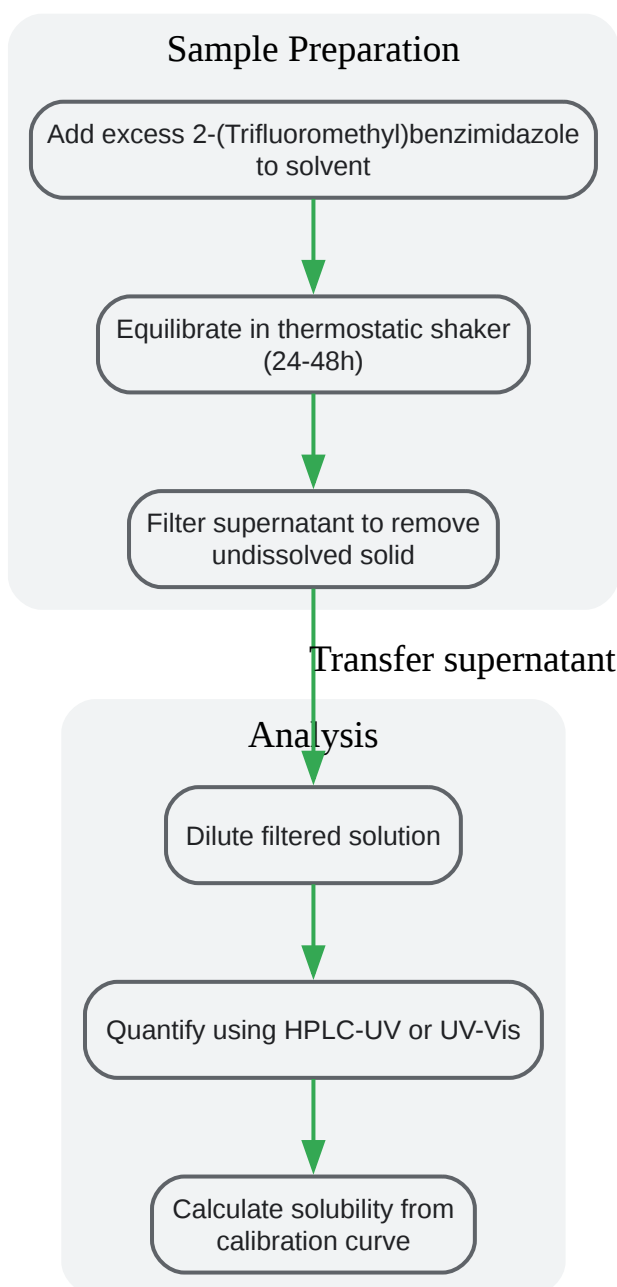 Sample Preparation
Add excess 2-(Trifluoromethyl)benzimidazole
to solvent
Equilibrate in thermostatic shaker
(24-48h)
Filter supernatant to remove
undissolved solid
Transfer supernatant
Analysis
Dilute filtered solution
Quantify using HPLC-UV or UV-Vis
Calculate solubility from
calibration curve